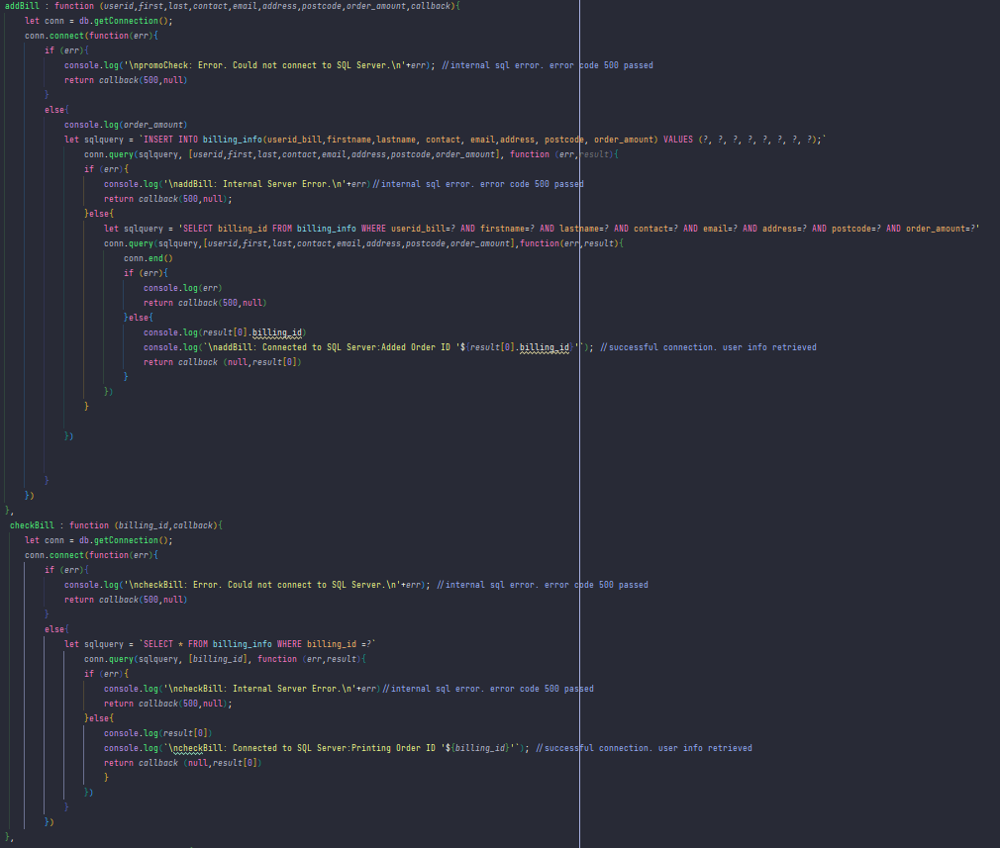 addBill : function (userid,first,last,contact,email,address,postcode,order_amount,callback){
let conn = db.getConnection();
conn.connect(function(err){
if (err){
console.log('\npromoCheck: Error. Could not connect to SQL Server.\n'+err); //internal sql error. error code 500 passed
return callback(500,null)
}
else{
console.log(order_amount)
let sqlquery = `INSERT INTO billing_info(userid_bill,firstname,lastname, contact, email,address, postcode, order_amount) VALUES (?, ?, ?, ?, ?, ?, ?, ?);`
conn.query(sqlquery, [userid,first,last,contact,email,address,postcode,order_amount], function (err,result){
if (err){
console.log('\naddBill: Internal Server Error.\n'+err)//internal sql error. error code 500 passed
return callback(500,null);
}else{
let sqlquery = 'SELECT billing_id FROM billing_info WHERE userid_bill=? AND firstname=? AND lastname=? AND contact=? AND email=? AND address=? AND postcode=? AND order_amount=?'
conn.query(sqlquery,[userid,first,last,contact,email,address,postcode,order_amount],function(err,result){
conn.end()
if (err){
console.log(err)
return callback(500,null)
}else{
console.log(result[0].billing_id)
console.log(`\naddBill: Connected to SQL Server:Added Order ID '${result[0].billing_id}'`); //successful connection. user info retrieved
return callback (null,result[0])
}
})
}
})
}
})
},
checkBill : function (billing_id,callback){
let conn = db.getConnection();
conn.connect(function(err){
if (err){
console.log('\ncheckBill: Error. Could not connect to SQL Server.\n'+err); //internal sql error. error code 500 passed
return callback(500,null)
}
else{
let sqlquery = `SELECT * FROM billing_info WHERE billing_id =?`
conn.query(sqlquery, [billing_id], function (err,result){
if (err){
console.log('\ncheckBill: Internal Server Error.\n'+err)//internal sql error. error code 500 passed
return callback(500,null);
}else{
console.log(result[0])
console.log(`\ncheckBill: Connected to SQL Server:Printing Order ID '${billing_id}'`); //successful connection. user info retrieved
return callback (null,result[0])
}
})
}
})
},